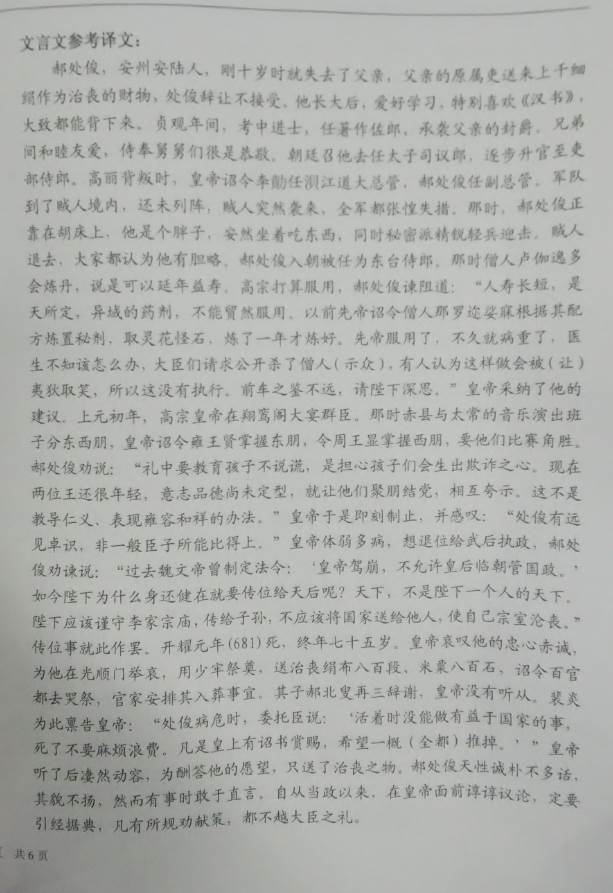 文言文参考译文：
郝处俊，安州安陆人，刚十岁时就失去了父亲，父亲的原属吏送来上千细
绢作为治丧的财物，处俊辞让不接受。他长大后，爱好学习，特别喜欢《汉书》，
大致都能背下来。贞观年间，考中进士，任著作佐郎，承袭父亲的封爵。兄弟
间和睦友爱，侍奉舅舅们很是恭敬。朝廷召他去任太子司议郎，逐步升官至吏
部侍郎。高丽背叛时，皇帝诏令李勣任浿江道大总管，郝处俊任副总管。军队
到了贼人境内，还未列阵，贼人突然袭来，全军都张惶失措。那时，郝处俊正
靠在胡床上，他是个胖子，安然坐着吃东西，同时秘密派精锐轻兵迎击。贼人
退去，大家都认为他有胆略。郝处俊入朝被任为东台侍郎。那时僧人卢伽逸多
会炼丹，说是可以延年益寿。高宗打算服用，郝处俊谏阻道：“人寿长短，是
天所定，异域的药剂，不能贸然服用。以前先帝诏令僧人那罗迩娑寐根据其配
方炼置秘剂，取灵花怪石，炼了一年才炼好。先帝服用了，不久就病重了，医
生不知该怎么办，大臣们请求公开杀了僧人（示众），有人认为这样做会被（让）
夷狄取笑，所以这没有执行。前车之鉴不远，请陛下深思。”皇帝采纳了他的
建议。上元初年，高宗皇帝在翔鸾阁大宴群臣。那时赤县与太常的音乐演出班
子分东西朋，皇帝诏令雍王贤掌握东朋，令周王显掌握西朋，要他们比赛角胜。
郝处俊劝说：“礼中要教育孩子不说谎，是担心孩子们会生出欺诈之心。现在
两位王还很年轻，意志品德尚未定型，就让他们聚朋结党，相互夸示。这不是
教导仁义、表现雍容和祥的办法。”皇帝于是即刻制止，并感叹：“处俊有远
见卓识，非一般臣子所能比得上。”皇帝体弱多病，想退位给武后执政，郝处
俊劝谏说：“过去魏文帝曾制定法令：‘皇帝驾崩，不允许皇后临朝管国政。’
如今陛下为什么身还健在就要传位给天后呢？天下，不是陛下一个人的天下。
陛下应该谨守李家宗庙，传给子孙，不应该将国家送给他人，使自己宗室沦丧。”
传位事就此作罢。开耀元年(681)死，终年七十五岁。皇帝哀叹他的忠心赤诚，
为他在光顺门举哀，用少牢祭奠，送治丧绢布八百段、米粟八百石，诏令百官
都去哭祭，官家安排其入葬事宜。其子郝北叟再三辞谢，皇帝没有听从。裴炎
为此禀告皇帝：“处俊病危时，委托臣说：‘活着时没能做有益于国家的事，
死了不要麻烦浪费。凡是皇上有诏书赏赐，希望一概（全都）推掉。’”皇帝
听了后凄然动容，为酬答他的愿望，只送了治丧之物。郝处俊天性诚朴不多话，
其貌不扬，然而有事时敢于直言。自从当政以来，在皇帝面前谆谆议论，定要
引经据典，凡有所规劝献策，都不越大臣之礼。
共6页